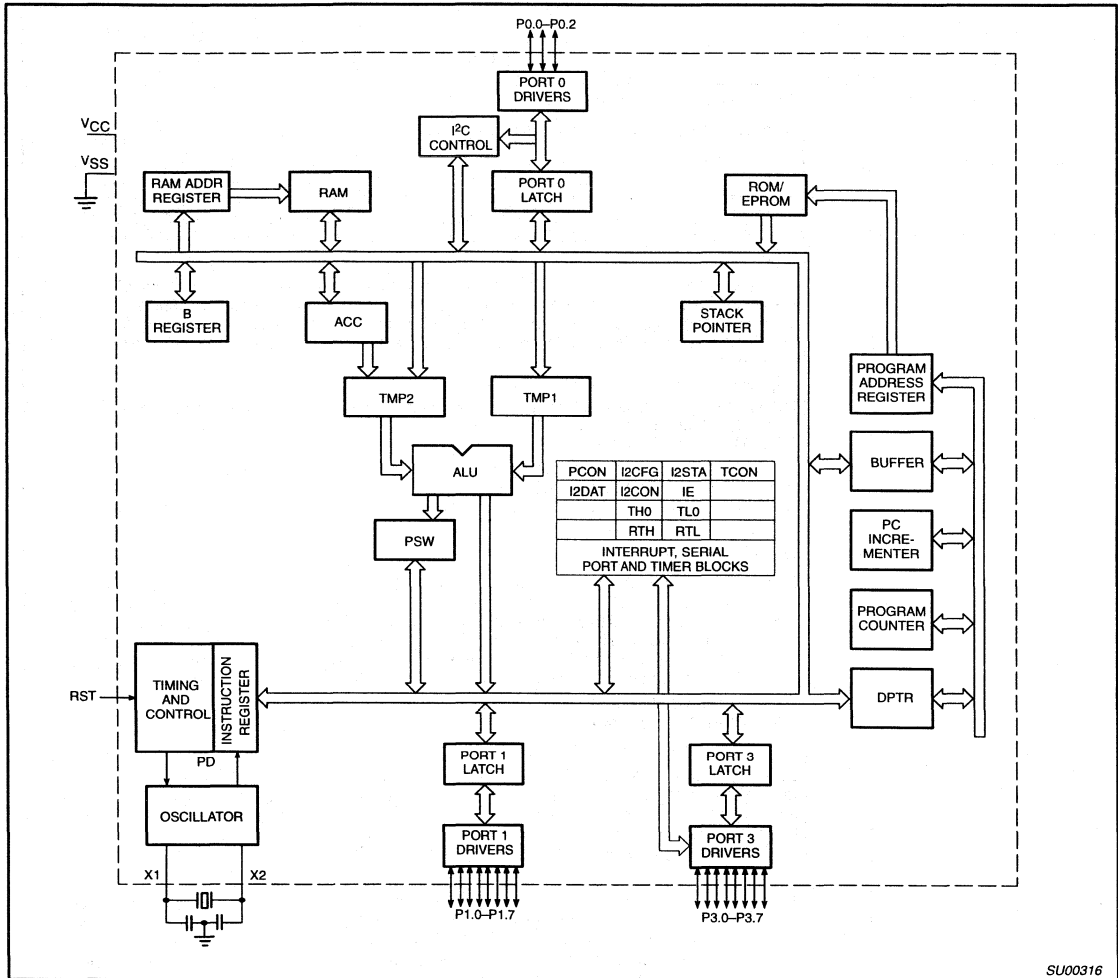 P0.0–P0.2
PORT 0
DRIVERS
VCC
I2C
CONTROL
VSS
RAM ADDR
REGISTER
RAM
PORT 0
LATCH
ROM/
EPROM
B
REGISTER
ACC
STACK
POINTER
PROGRAM
ADDRESS
REGISTER
TMP2
TMP1
ALU
BUFFER
PCON I2CFG I2STA TCON
I2DAT I2CON IE
TH0 TL0
RTH RTL
INTERRUPT, SERIAL
PORT AND TIMER BLOCKS
PSW
PC
INCRE-
MENTER
PROGRAM
COUNTER
RST
TIMING
AND
CONTROL
INSTRUCTION
REGISTER
DPTR
PD
PORT 1
LATCH
PORT 3
LATCH
OSCILLATOR
PORT 1
DRIVERS
PORT 3
DRIVERS
X1
X2
P1.0–P1.7
P3.0–P3.7
SU00316